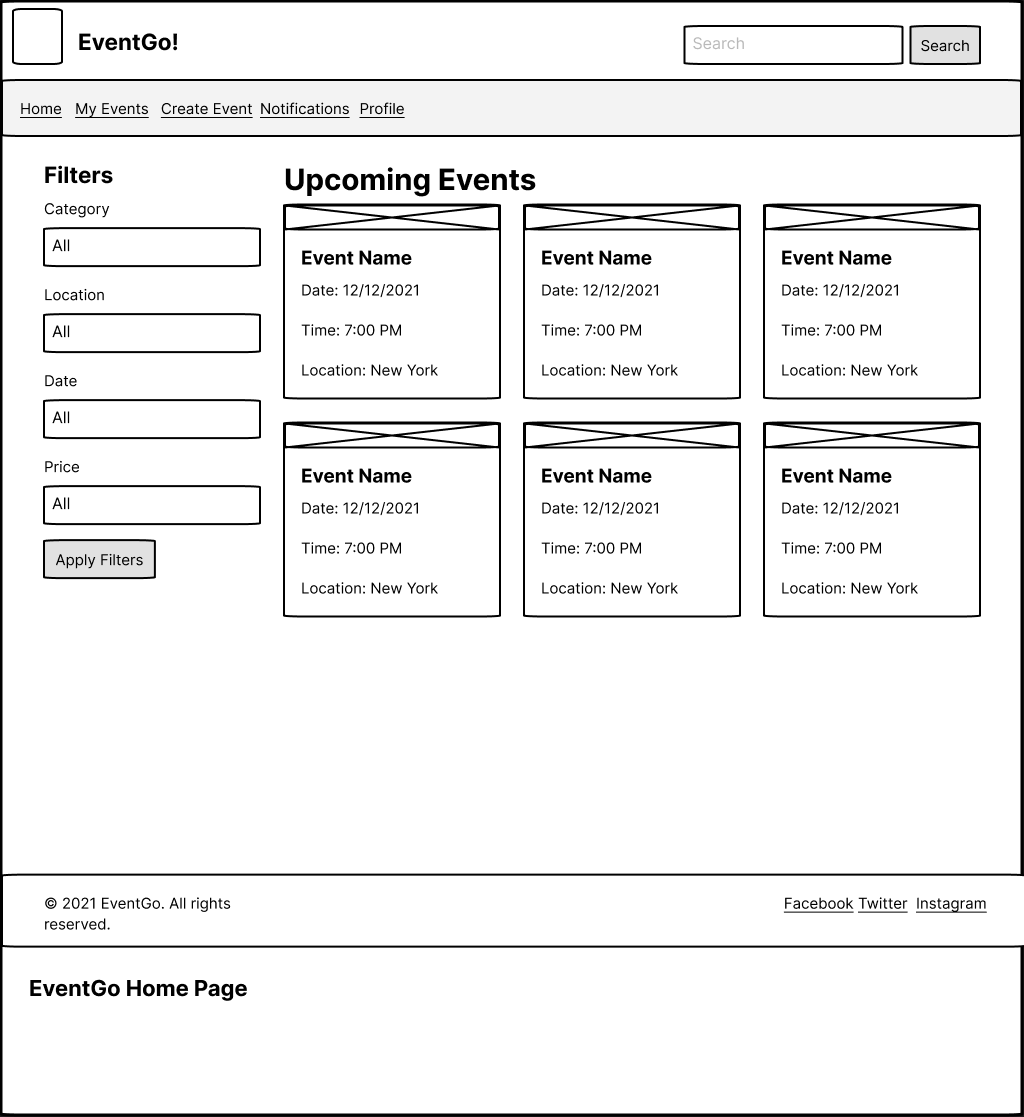 EventGo!
Search
Search
Home My Events Create Event Notifications Profile
Filters
Category
All
Location
All
Date
All
Price
All
Apply Filters
Upcoming Events
Event Name
Date: 12/12/2021
Time: 7:00 PM
Location: New York
Event Name
Date: 12/12/2021
Time: 7:00 PM
Location: New York
Event Name
Date: 12/12/2021
Time: 7:00 PM
Location: New York
Event Name
Date: 12/12/2021
Time: 7:00 PM
Location: New York
Event Name
Date: 12/12/2021
Time: 7:00 PM
Location: New York
Event Name
Date: 12/12/2021
Time: 7:00 PM
Location: New York
© 2021 EventGo. All rights
reserved.
Facebook Twitter Instagram
EventGo Home Page